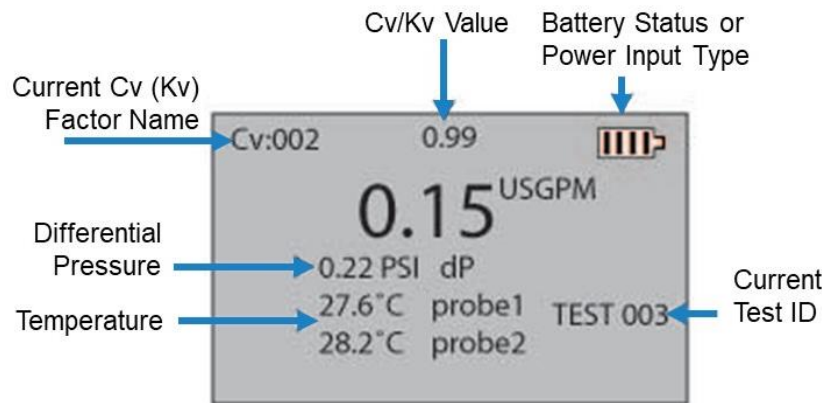 Cv/Kv Value
Battery Status or
Power Input Type
Current Cv (Kv)
Factor Name
Cv:002
0.99
0.15 USGPM
Differential
Pressure
0.22 PSI dP
Temperature
27.6°C probe1
28.2°C probe2
TEST 003
Current
Test ID